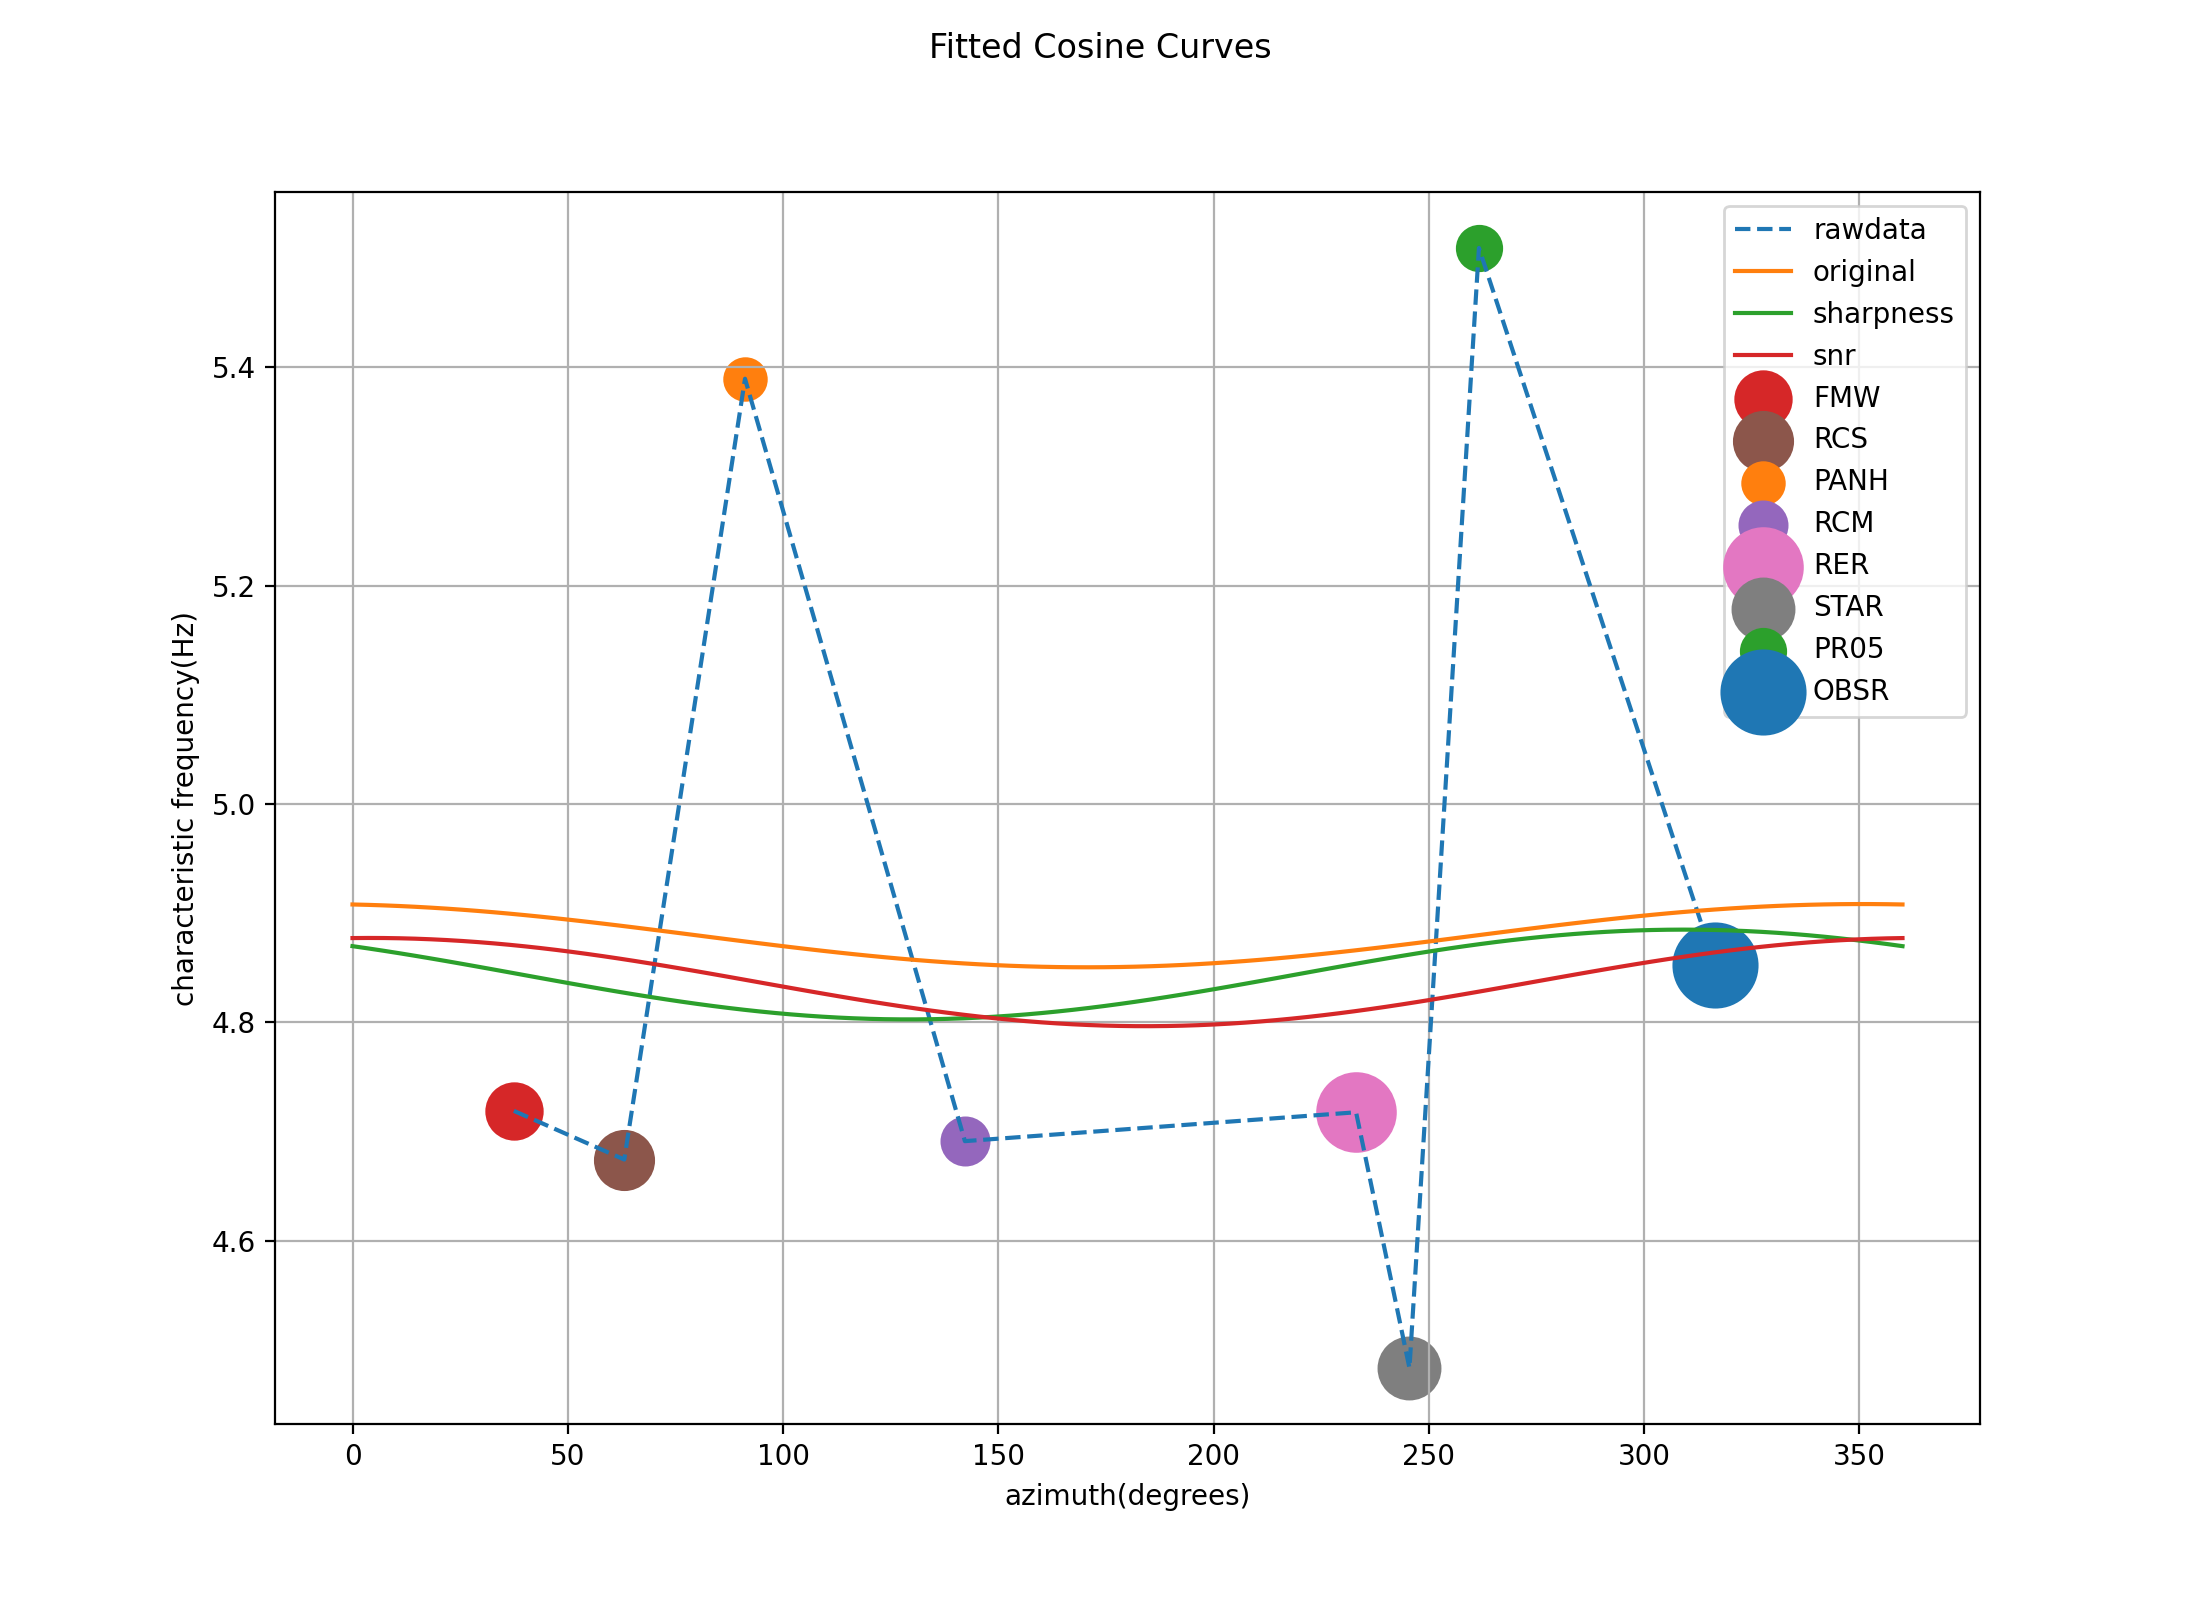 Fitted Cosine Curves
rawdata
original
sharpness
snr
FMW
RCS
PANH
RCM
RER
STAR
PR05
OBSR
characteristic frequency(Hz)
5.4
5.2
5.0
4.8
4.6
0 50 100 150 200 250 300 350
azimuth(degrees)